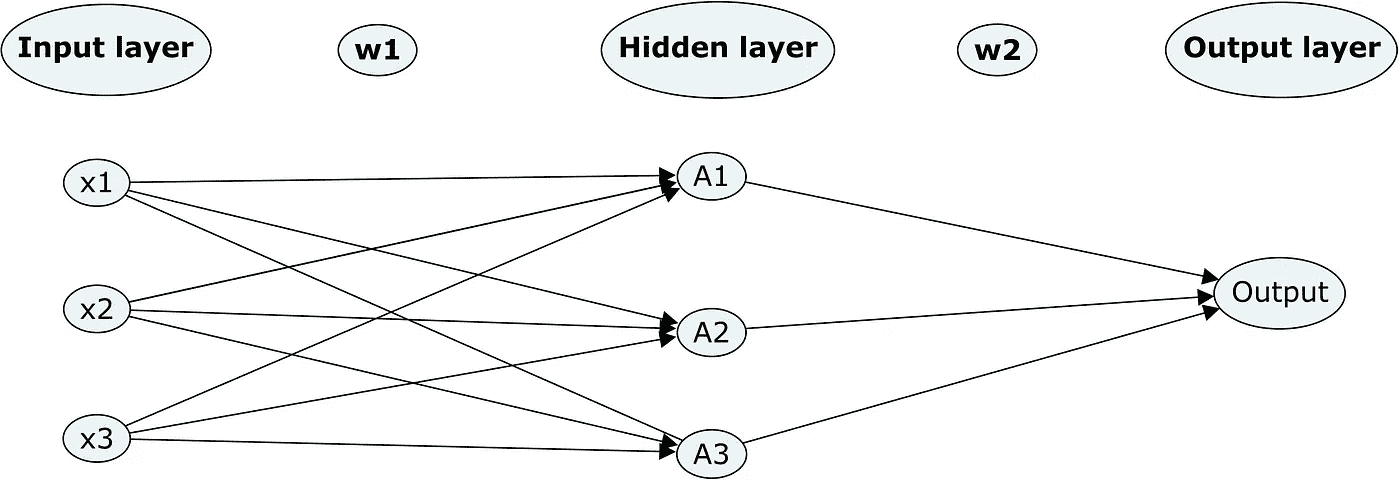 Input layer
w1
Hidden layer
w2
Output layer
x1
A1
x2
A2
Output
x3
A3